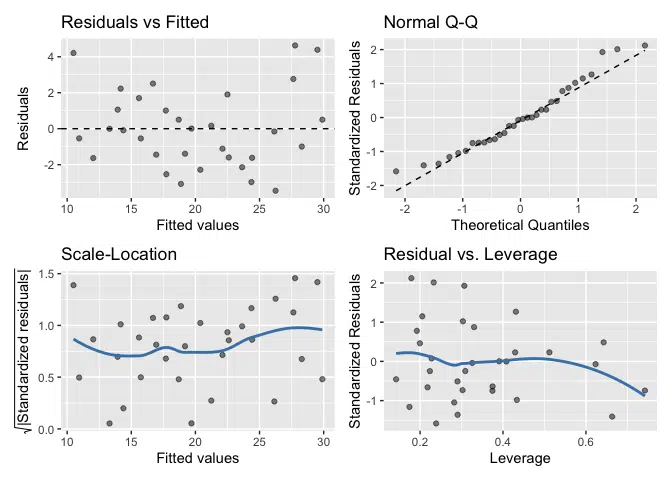 Residuals vs Fitted
Residuals
4
2
0
-2
10 15 20 25 30
Fitted values
Normal Q-Q
Standardized Residuals
2
1
0
-1
-2
-2 -1 0 1 2
Theoretical Quantiles
Scale-Location
√|Standardized residuals|
1.5
1.0
0.5
0.0
10 15 20 25 30
Fitted values
Residual vs. Leverage
Standardized residuals
2
1
0
-1
0.2 0.4 0.6
Leverage